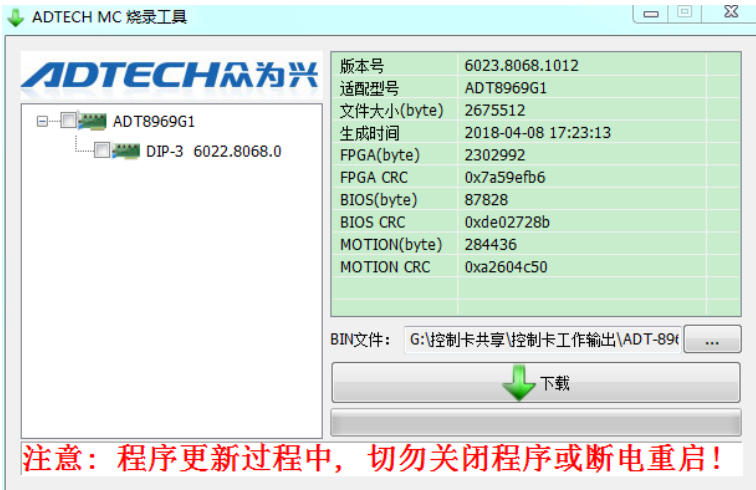 ADTECH MC 烧录工具
ADTECH众为兴
ADT8969G1
DIP-3 6022.8068.0
版本号 6023.8068.1012
适配型号 ADT8969G1
文件大小(byte) 2675512
生成时间 2018-04-08 17:23:13
FPGA(byte) 2302992
FPGA CRC 0x7a59efb6
BIOS(byte) 87828
BIOS CRC 0xde02728b
MOTION(byte) 284436
MOTION CRC 0xa2604c50
BIN文件: G:\控制卡共享\控制卡工作输出\ADT-896 ...
下载
注意: 程序更新过程中, 切勿关闭程序或断电重启!